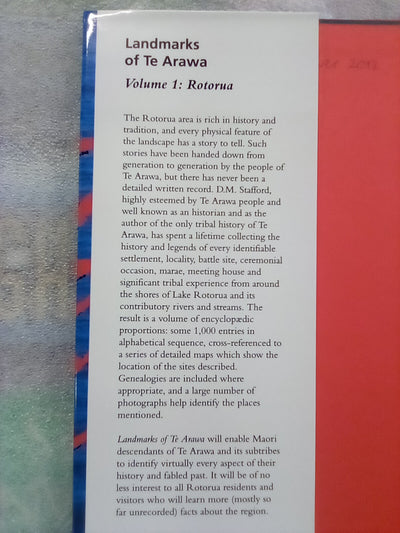 Landmarks
of Te Arawa
Volume 1: Rotorua
The Rotorua area is rich in history and
tradition, and every physical feature of
the landscape has a story to tell. Such
stories have been handed down from
generation to generation by the people of
Te Arawa, but there has never been a
detailed written record. D.M. Stafford,
highly esteemed by Te Arawa people and
well known as an historian and as the
author of the only tribal history of Te
Arawa, has spent a lifetime collecting the
history and legends of every identifiable
settlement, locality, battle site, ceremonial
occasion, marae, meeting house and
significant tribal experience from around
the shores of Lake Rotorua and its
contributory rivers and streams. The
result is a volume of encyclopædic
proportions: some 1,000 entries in
alphabetical sequence, cross-referenced to
a series of detailed maps which show the
location of the sites described.
Genealogies are included where
appropriate, and a large number of
photographs help identify the places
mentioned.
Landmarks of Te Arawa will enable Maori
descendants of Te Arawa and its subtribes
to identify virtually every aspect of their
history and fabled past. It will be of no
less interest to all Rotorua residents and
visitors who will learn more (mostly so
far unrecorded) facts about the region.